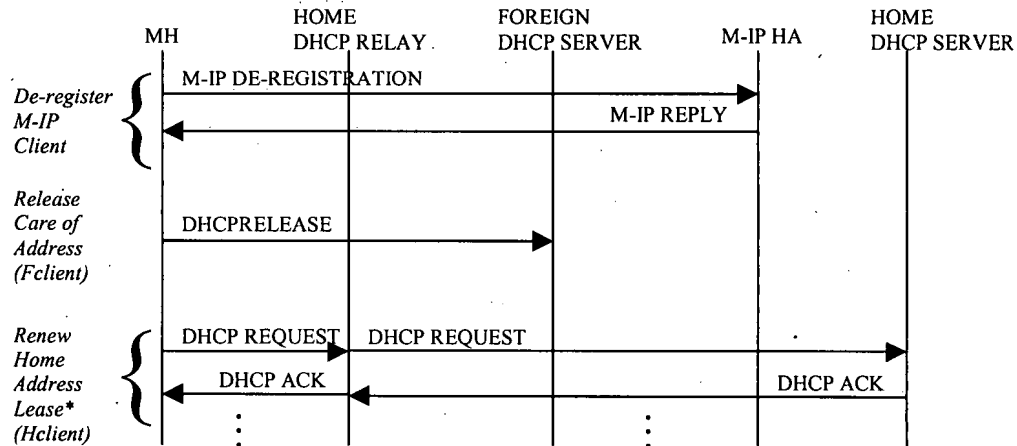 MH
HOME
DHCP RELAY
FOREIGN
DHCP SERVER
M-IP HA
HOME
DHCP SERVER
De-register
M-IP
Client
M-IP DE-REGISTRATION
M-IP REPLY
Release
Care of
Address
(Fclient)
DHCPRELEASE
Renew
Home
Address
Lease*
(Hclient)
DHCP REQUEST
DHCP REQUEST
DHCP ACK
DHCP ACK